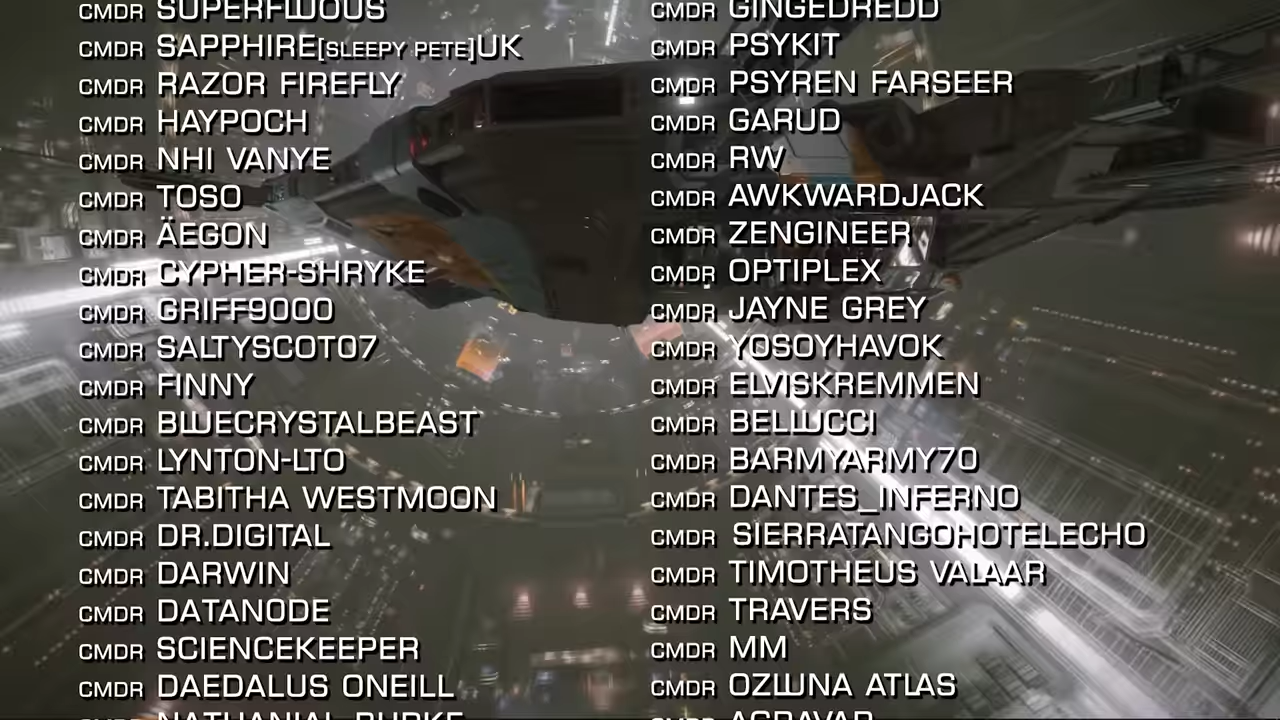 CMDR SUPERFLUOUS
CMDR SAPPHIRE[SLEEPY PETE]UK
CMDR RAZOR FIREFLY
CMDR HAYPOCH
CMDR NHI VANYE
CMDR TOSO
CMDR ÄEGON
CMDR CYPHER-SHRYKE
CMDR GRIFF9000
CMDR SALTYSCOT07
CMDR FINNY
CMDR BLUECRYSTALBEAST
CMDR LYNTON-LTO
CMDR TABITHA WESTMOON
CMDR DR.DIGITAL
CMDR DARWIN
CMDR DATANODE
CMDR SCIENCEKEEPER
CMDR DAEDALUS ONEILL
NATHANIAL BURKE
CMDR GINGEDREDD
CMDR PSYKIT
CMDR PSYREN FARSEER
CMDR GARUD
CMDR RW
CMDR AWKWARDJACK
CMDR ZENGINEER
CMDR OPTIPLEX
CMDR JAYNE GREY
CMDR YOSOYHAVOK
CMDR ELVISKREMMEN
CMDR BELLUCCI
CMDR BARMYARMY70
CMDR DANTES_INFERNO
CMDR SIERRATANGOHOTELECHO
CMDR TIMOTHEUS VALAAR
CMDR TRAVERS
CMDR MM
CMDR OZLUNA ATLAS